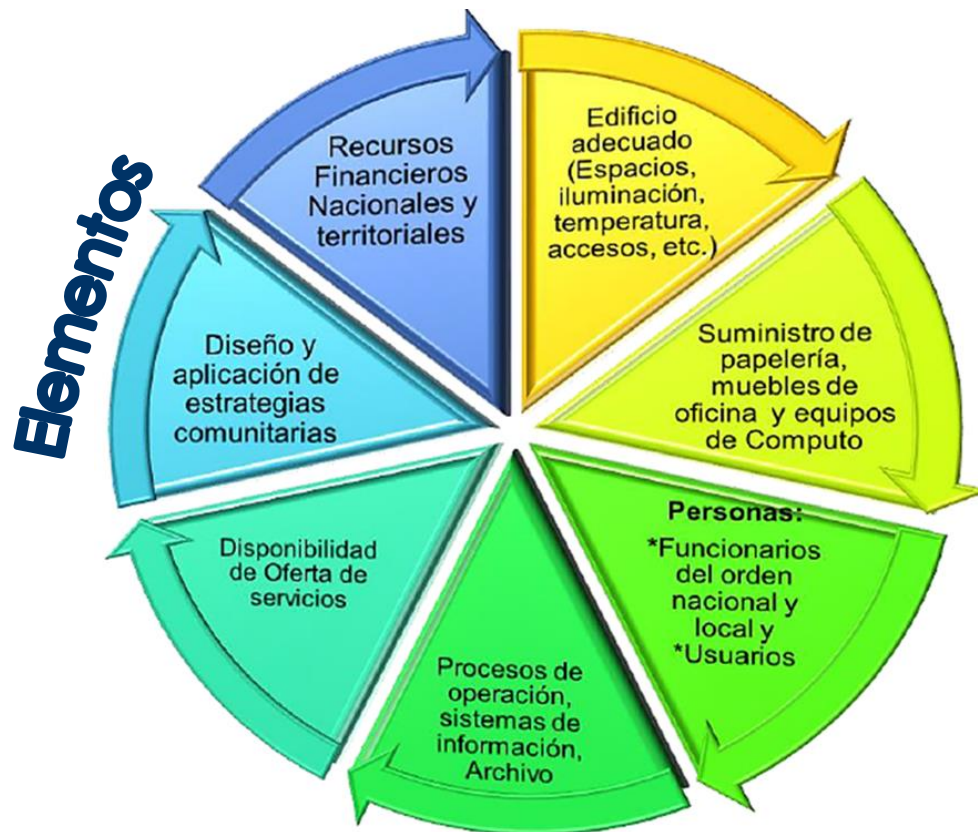 Elementos
Edificio
adecuado
(Espacios,
iluminación,
temperatura,
accesos, etc.)
Suministro de
papelería,
muebles de
oficina y equipos
de Computo
Personas:
*Funcionarios
del orden
nacional y
local y
*Usuarios
Procesos de
operación,
sistemas de
información,
Archivo
Disponibilidad
de Oferta de
servicios
Diseño y
aplicación de
estrategias
comunitarias
Recursos
Financieros
Nacionales y
territoriales